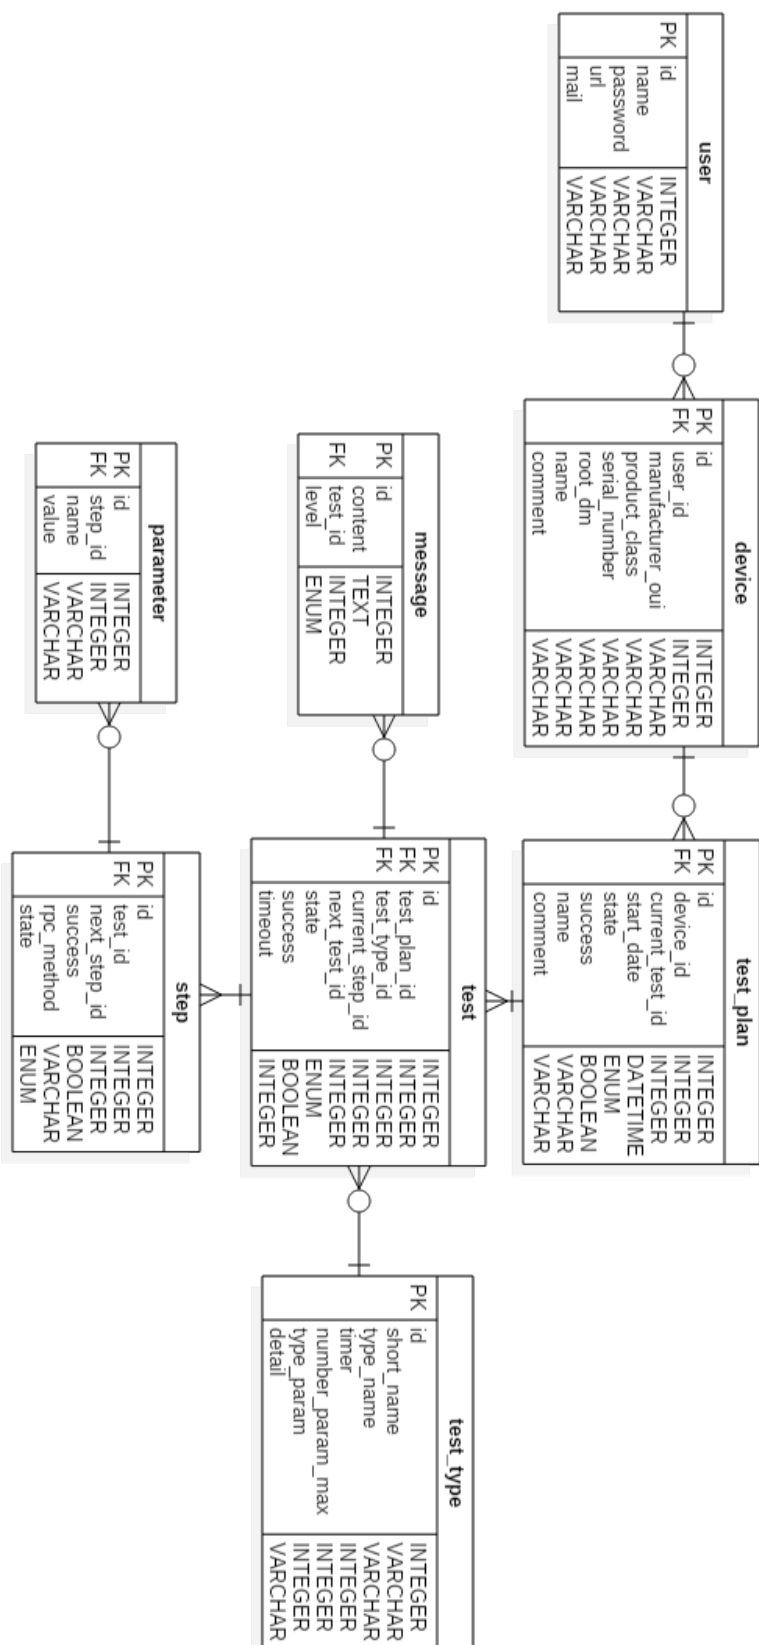 user
PK id INTEGER
name VARCHAR
password VARCHAR
url VARCHAR
mail VARCHAR
device
PK id INTEGER
FK user_id INTEGER
manufacturer_oui VARCHAR
product_class VARCHAR
serial_number VARCHAR
root_dm VARCHAR
name VARCHAR
comment VARCHAR
test_plan
PK id INTEGER
FK device_id INTEGER
current_test_id INTEGER
start_date DATETIME
state ENUM
success BOOLEAN
name VARCHAR
comment VARCHAR
message
PK id INTEGER
content TEXT
FK test_id INTEGER
level ENUM
test
PK id INTEGER
FK test_plan_id INTEGER
FK test_type_id INTEGER
current_step_id INTEGER
next_test_id INTEGER
state ENUM
success BOOLEAN
timeout INTEGER
test_type
PK id INTEGER
short_name VARCHAR
type_name VARCHAR
timer INTEGER
number_param_max INTEGER
type_param INTEGER
detail VARCHAR
parameter
PK id INTEGER
FK step_id INTEGER
name VARCHAR
value VARCHAR
step
PK id INTEGER
FK test_id INTEGER
next_step_id INTEGER
success BOOLEAN
rpc_method VARCHAR
state ENUM